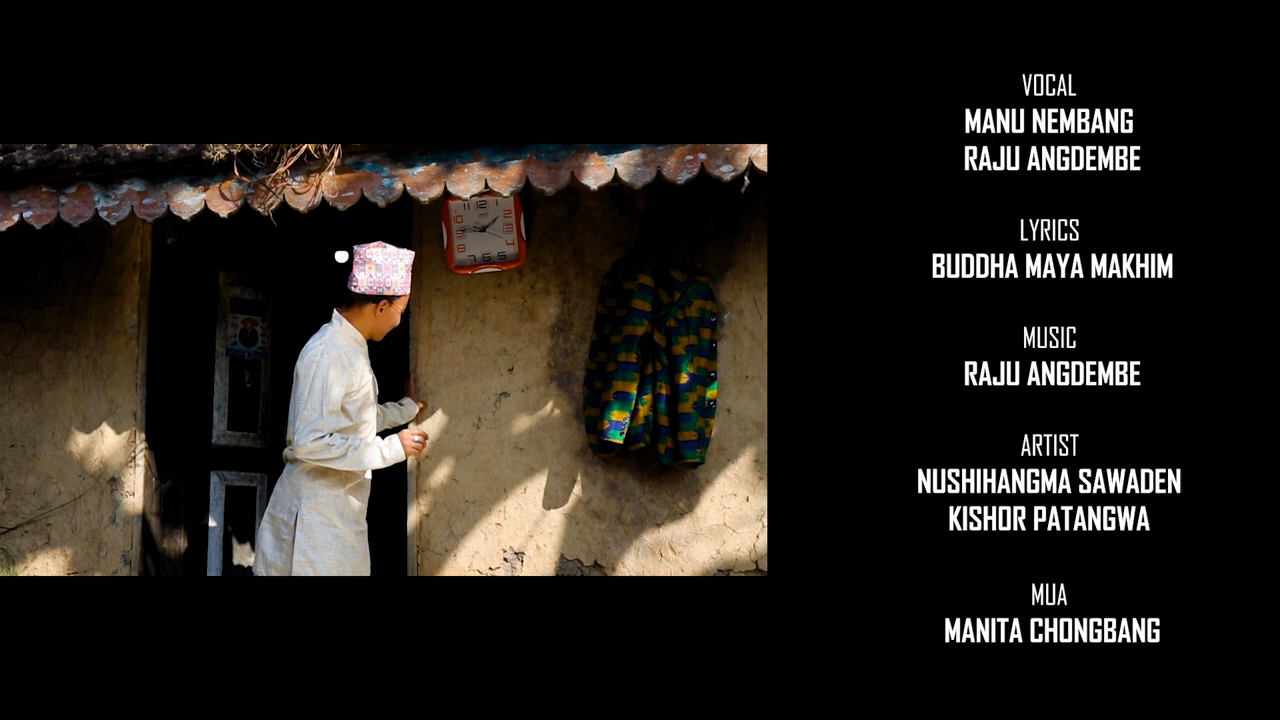 VOCAL
MANU NEMBANG
RAJU ANGDEMBE
LYRICS
BUDDHA MAYA MAKHIM
MUSIC
RAJU ANGDEMBE
ARTIST
NUSHIHANGMA SAWADEN
KISHOR PATANGWA
MUA
MANITA CHONGBANG